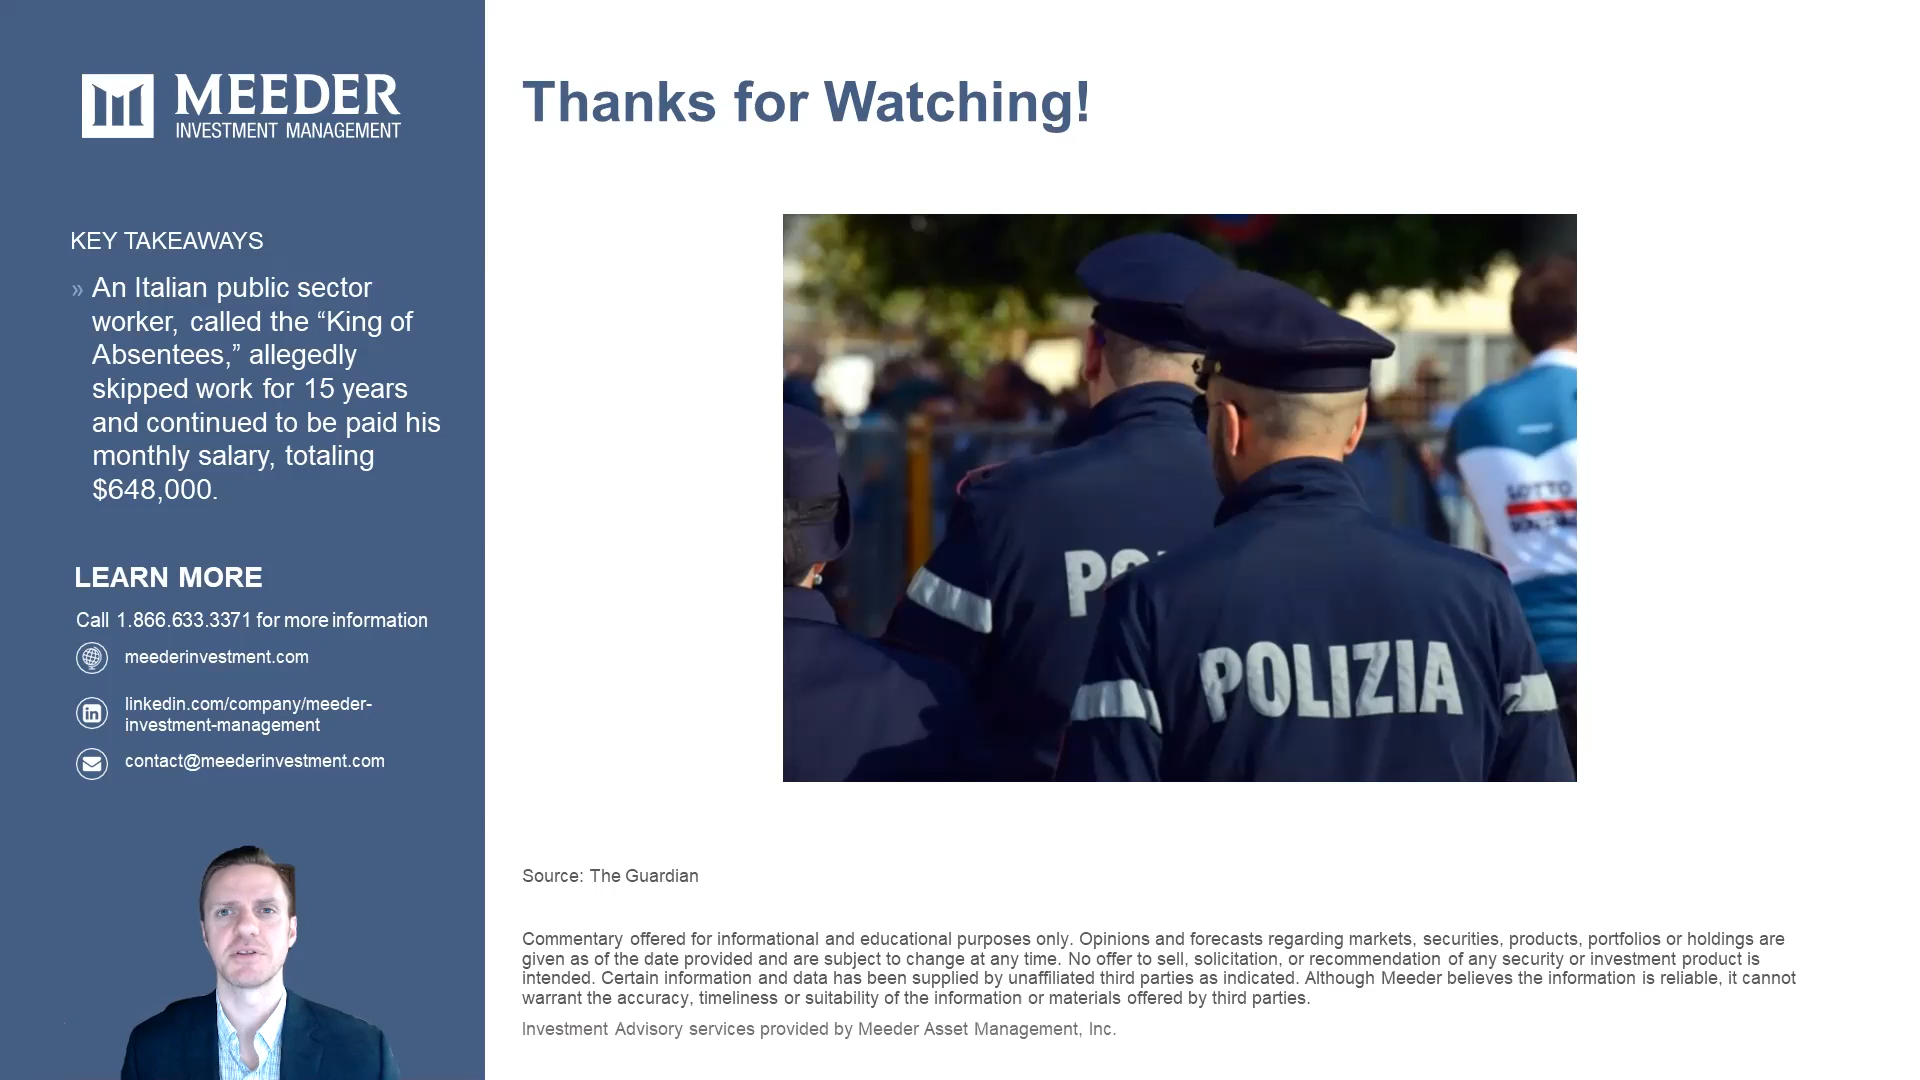 MEEDER
INVESTMENT MANAGEMENT
Thanks for Watching!
KEY TAKEAWAYS
» An Italian public sector
worker, called the “King of
Absentees,” allegedly
skipped work for 15 years
and continued to be paid his
monthly salary, totaling
$648,000.
LEARN MORE
Call 1.866.633.3371 for more information
meederinvestment.com
in
linkedin.com/company/meeder-
investment-management
contact@meederinvestment.com
PO
POLIZIA
LOTTO
Source: The Guardian
Commentary offered for informational and educational purposes only. Opinions and forecasts regarding markets, securities, products, portfolios or holdings are
given as of the date provided and are subject to change at any time. No offer to sell, solicitation, or recommendation of any security or investment product is
intended. Certain information and data has been supplied by unaffiliated third parties as indicated. Although Meeder believes the information is reliable, it cannot
warrant the accuracy, timeliness or suitability of the information or materials offered by third parties.
Investment Advisory services provided by Meeder Asset Management, Inc.